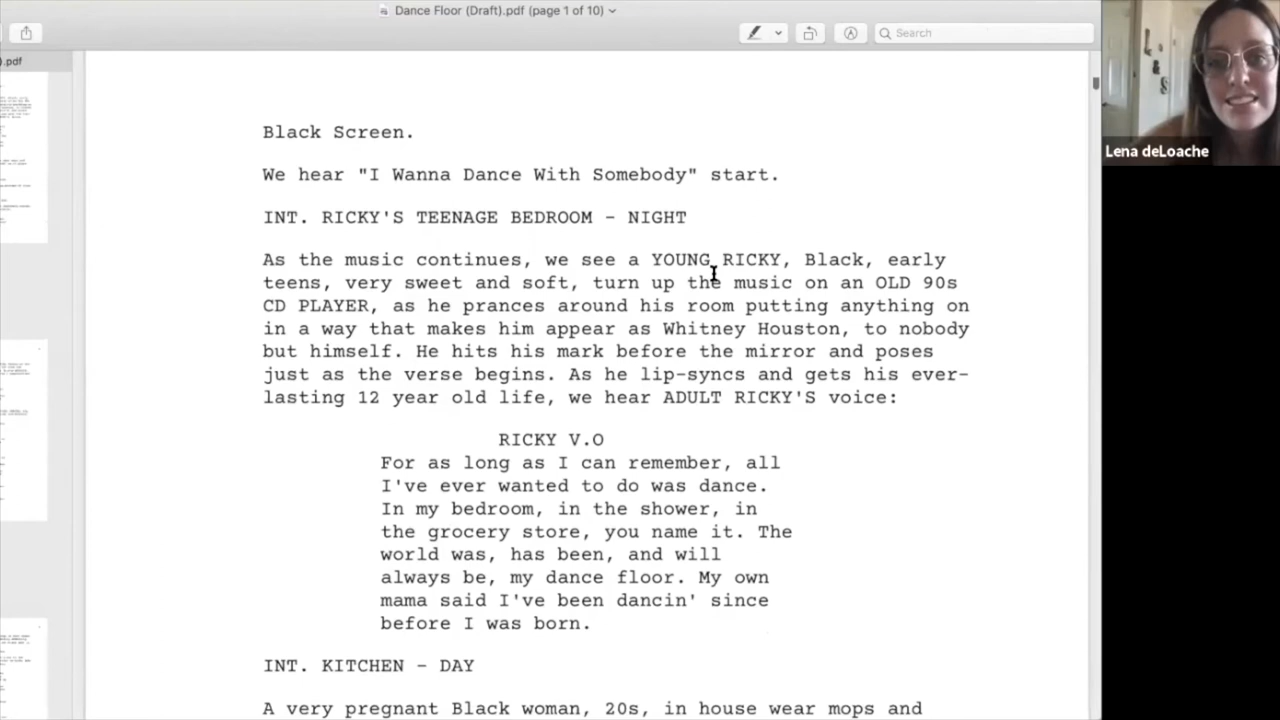 Dance Floor (Draft).pdf (page 1 of 10)
Search
).pdf
L
&
S
Lena deLoache
Black Screen.
We hear "I Wanna Dance With Somebody" start.
INT. RICKY'S TEENAGE BEDROOM - NIGHT
As the music continues, we see a YOUNG RICKY, Black, early
teens, very sweet and soft, turn up the music on an OLD 90s
CD PLAYER, as he prances around his room putting anything on
in a way that makes him appear as Whitney Houston, to nobody
but himself. He hits his mark before the mirror and poses
just as the verse begins. As he lip-syncs and gets his ever-
lasting 12 year old life, we hear ADULT RICKY'S voice:
RICKY V.O
For as long as I can remember, all
I've ever wanted to do was dance.
In my bedroom, in the shower, in
the grocery store, you name it. The
world was, has been, and will
always be, my dance floor. My own
mama said I've been dancin' since
before I was born.
INT. KITCHEN - DAY
A very pregnant Black woman, 20s, in house wear mops and